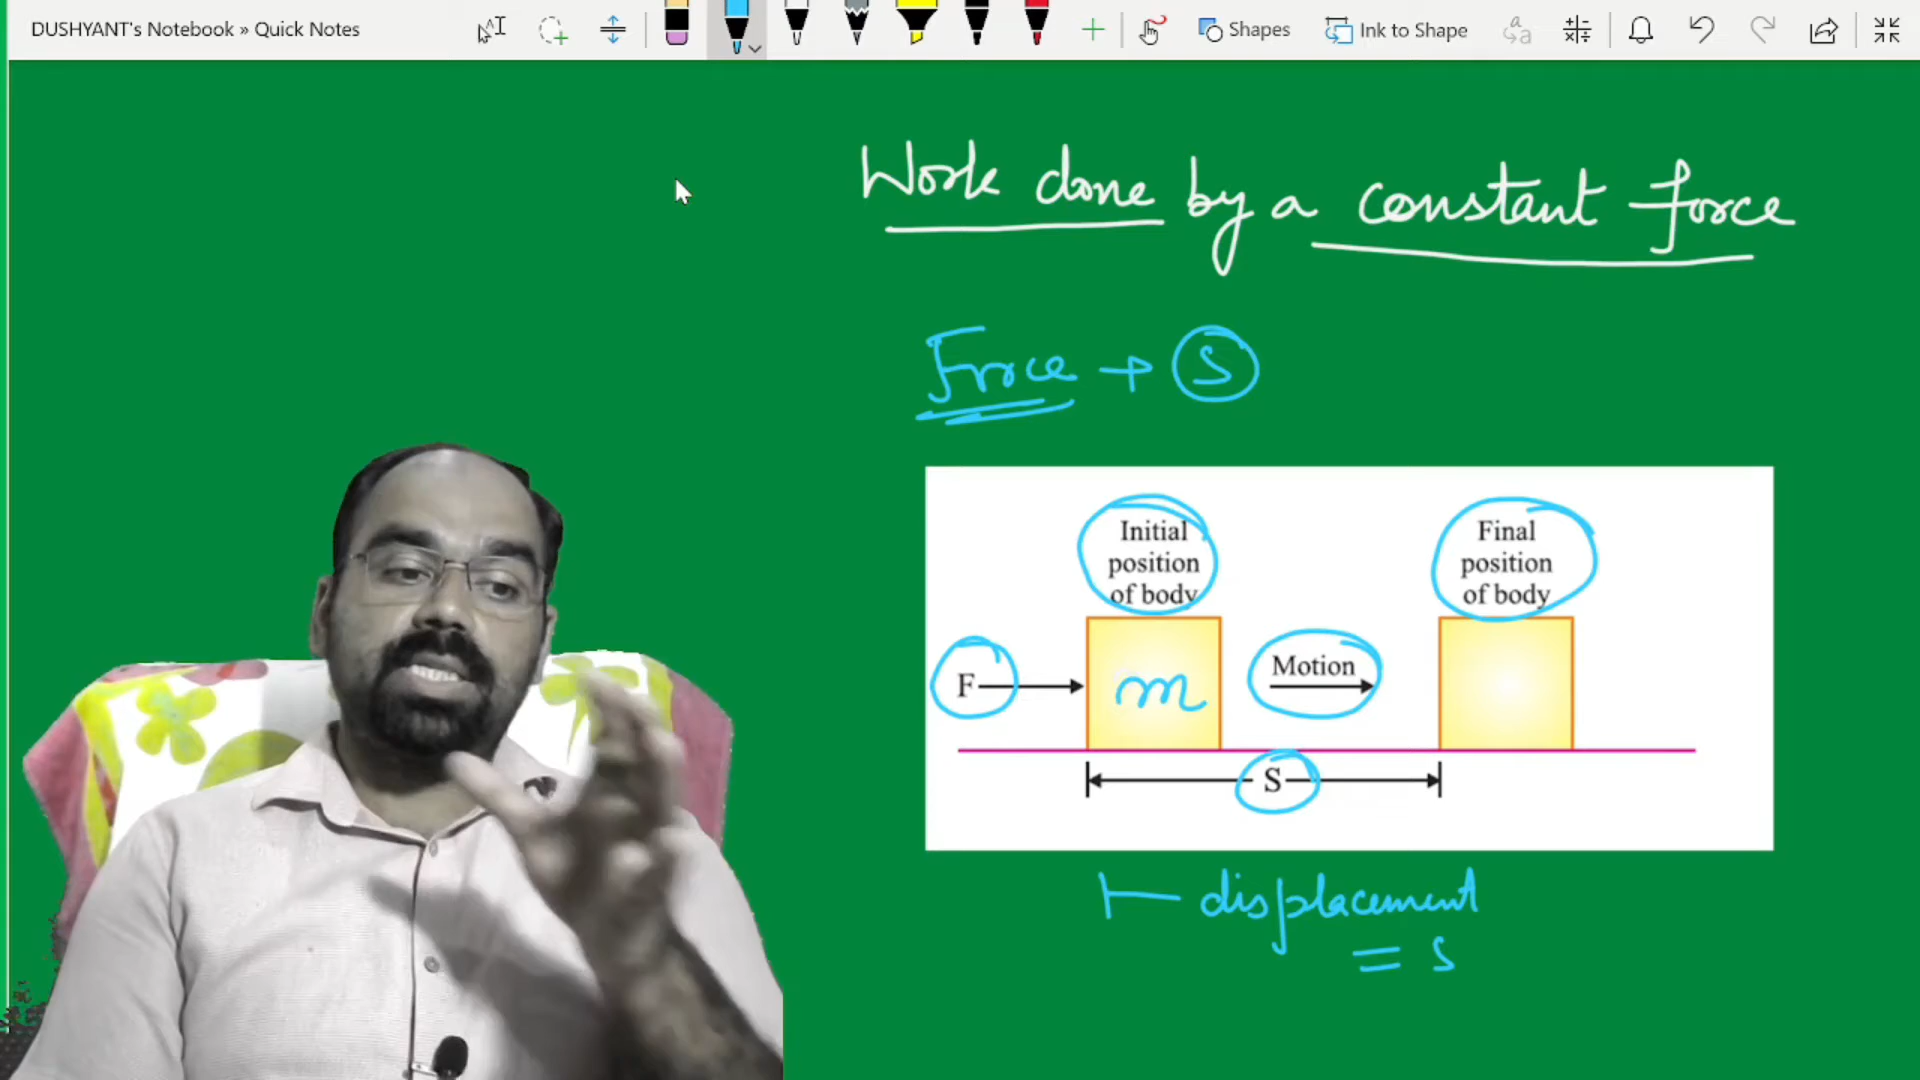 DUSHYANT's Notebook » Quick Notes
Shapes
Ink to Shape
Work done by a constant force
Force → S
Initial
position
of body
Final
position
of body
F
m
Motion
S
displacement
= s